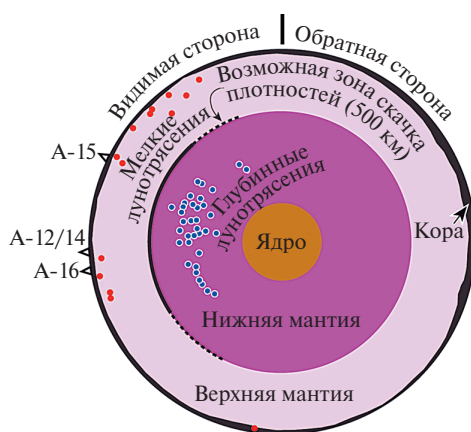 Видимая сторона
Обратная сторона
Возможная зона скачка
плотностей (500 км)
Мелкие
лунотрясения
Глубинные
лунотрясения
А-15
А-12/14
А-16
Кора
Ядро
Нижняя мантия
Верхняя мантия